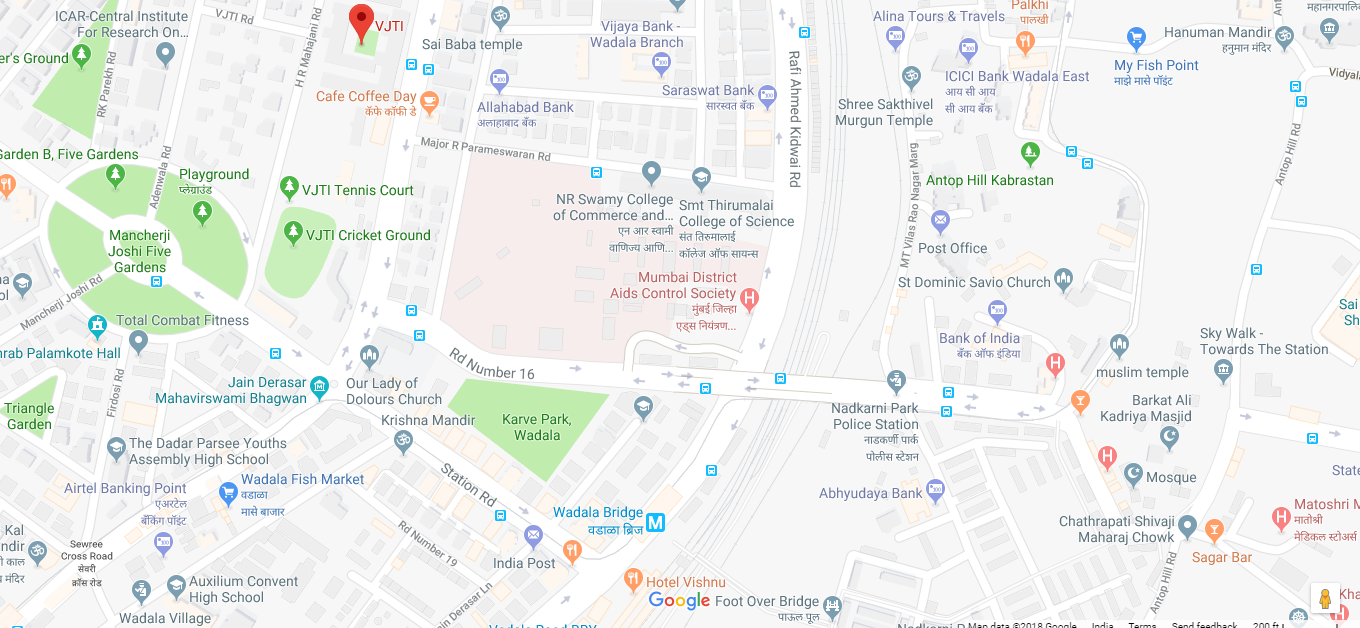 ICAR-Central Institute
For Research On...
VJTI Rd
H R Mahajani Rd
VJTI
Sai Baba temple
Vijaya Bank -
Wadala Branch
Alina Tours & Travels
Palkhi
पालखी
Hanuman Mandir
हनुमान मंदिर
er's Ground
RK Parekh Rd
My Fish Point
माझे मासे पॉइंट
ICICI Bank Wadala East
आय सी आय
सी आय बँक
Cafe Coffee Day
कॅफे कॉफी डे
Allahabad Bank
अलाहाबाद बँक
Saraswat Bank
सारस्वत बँक
Rafi Ahmed Kidwai Rd
Shree Sakthivel
Murgun Temple
Major R Parameswaran Rd
Antop Hill Rd
Garden B, Five Gardens
Adenwala Rd
Playground
प्लेग्राउंड
VJTI Tennis Court
NR Swamy College
of Commerce and...
एन आर स्वामी
वाणिज्य आणि...
Smt Thirumalai
College of Science
संत तिरुमालाई
कॉलेज ऑफ सायन्स
MT Vilas Rao Nagar Marg
Antop Hill Kabrastan
Mancherji
Joshi Five
Gardens
VJTI Cricket Ground
Post Office
Mumbai District
Aids Control Society
मुंबई जिल्हा
एड्स नियंत्रण...
St Dominic Savio Church
Mancherji Joshi Rd
Total Combat Fitness
Bank of India
बँक ऑफ इंडिया
Sai
Sh
Sky Walk -
Towards The Station
Palamkote Hall
Rd Number 16
Our Lady of
Dolours Church
Jain Derasar
Mahavirswami Bhagwan
muslim temple
Firdosi Rd
Triangle
Garden
Krishna Mandir
Karve Park,
Wadala
Nadkarni Park
Police Station
नाडकर्णी पार्क
पोलीस स्टेशन
Barkat Ali
Kadriya Masjid
The Dadar Parsee Youths
Assembly High School
Station Rd
Mosque
State
Airtel Banking Point
एअरटेल
बँकिंग पॉइंट
Wadala Fish Market
वडाळा
मासे बाजार
Abhyudaya Bank
Wadala Bridge
वडाळा ब्रिज
Rd Number 19
India Post
Chathrapati Shivaji
Maharaj Chowk
Matoshri M
मातोश्री
मेडिकल स्टोअर्स
Sagar Bar
Sewree
Cross Road
सेवरी
क्रॉस रोड
Auxilium Convent
High School
Wadala Village
Hotel Vishnu
Google
Foot Over Bridge
पाऊल पूल
Antop Hill Rd
Map data ©2018 Google India Terms Send feedback 200 ft